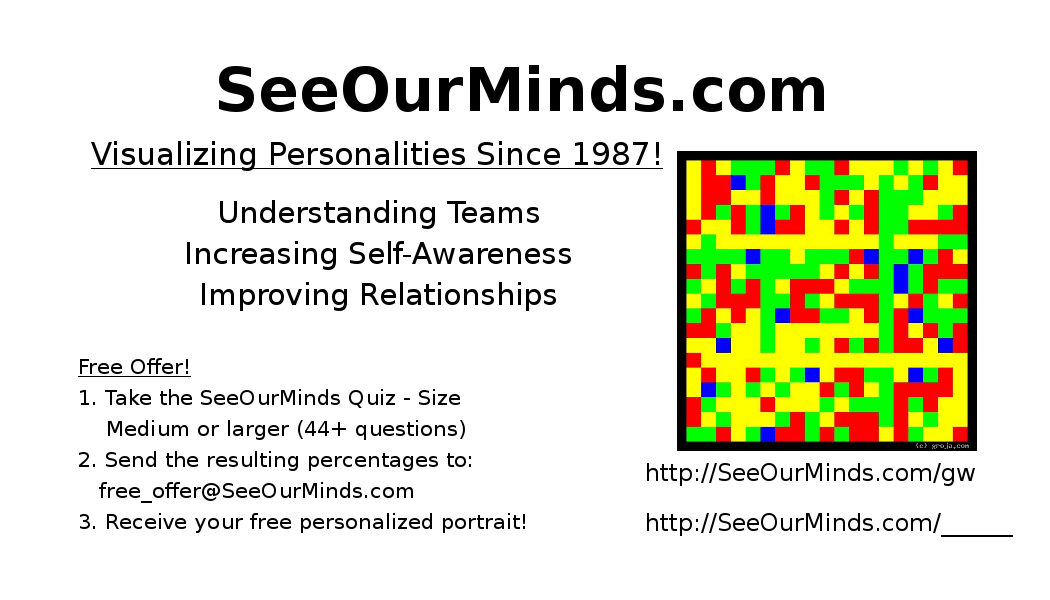 SeeOurMinds.com
Visualizing Personalities Since 1987!
Understanding Teams
Increasing Self-Awareness
Improving Relationships
Free Offer!
1. Take the SeeOurMinds Quiz - Size
Medium or larger (44+ questions)
2. Send the resulting percentages to:
free_offer@SeeOurMinds.com
3. Receive your free personalized portrait!
(c) groja.com
http://SeeOurMinds.com/gw
http://SeeOurMinds.com/______